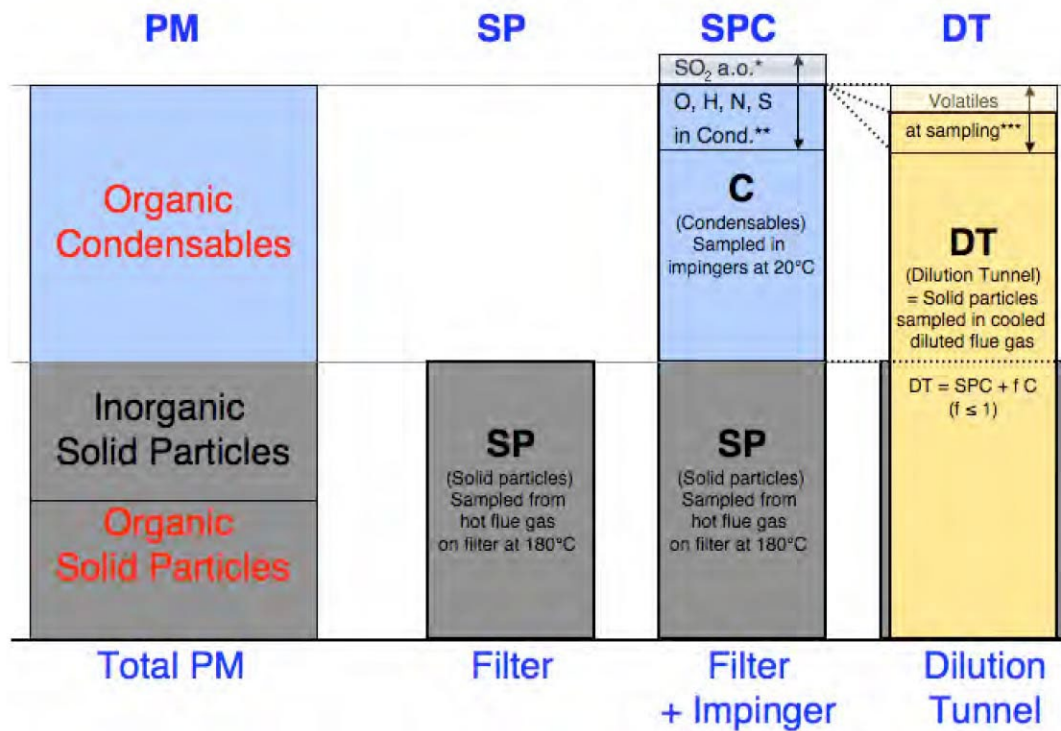 PM
SP
SPC
DT
Organic
Condensables
Inorganic
Solid Particles
Organic
Solid Particles
SP
(Solid particles)
Sampled from
hot flue gas
on filter at 180°C
SO2 a.o.*
O, H, N, S
in Cond.**
C
(Condensables)
Sampled in
impingers at 20°C
SP
(Solid particles)
Sampled from
hot flue gas
on filter at 180°C
Volatiles
at sampling***
DT
(Dilution Tunnel)
= Solid particles
sampled in cooled
diluted flue gas
DT = SPC + f C
(f ≤ 1)
Total PM
Filter
Filter
+ Impinger
Dilution
Tunnel